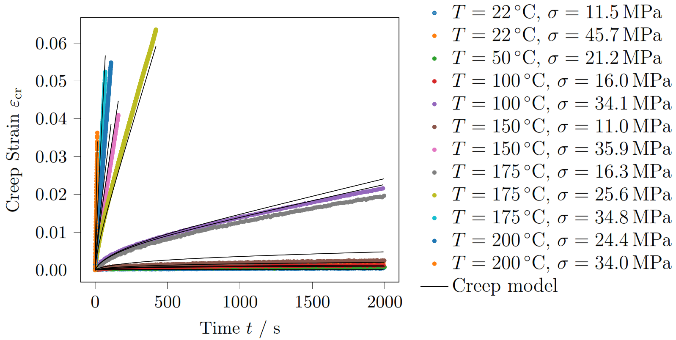 0.06
0.05
0.04
0.03
0.02
0.01
0.00
Creep Strain εcr
0
500
1000
1500
2000
Time t / s
T = 22 °C, σ = 11.5 MPa
T = 22 °C, σ = 45.7 MPa
T = 50 °C, σ = 21.2 MPa
T = 100 °C, σ = 16.0 MPa
T = 100 °C, σ = 34.1 MPa
T = 150 °C, σ = 11.0 MPa
T = 150 °C, σ = 35.9 MPa
T = 175 °C, σ = 16.3 MPa
T = 175 °C, σ = 25.6 MPa
T = 175 °C, σ = 34.8 MPa
T = 200 °C, σ = 24.4 MPa
T = 200 °C, σ = 34.0 MPa
Creep model